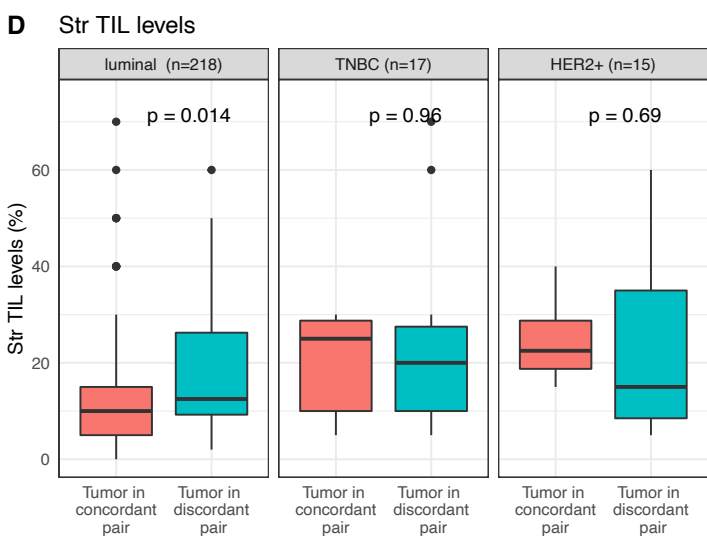 D Str TIL levels
luminal (n=218) TNBC (n=17) HER2+ (n=15)
p = 0.014 p = 0.96 p = 0.69
Str TIL levels (%)
60
40
20
0
Tumor in Tumor in Tumor in Tumor in Tumor in Tumor in
concordant discordant concordant discordant concordant discordant
pair pair pair pair pair pair